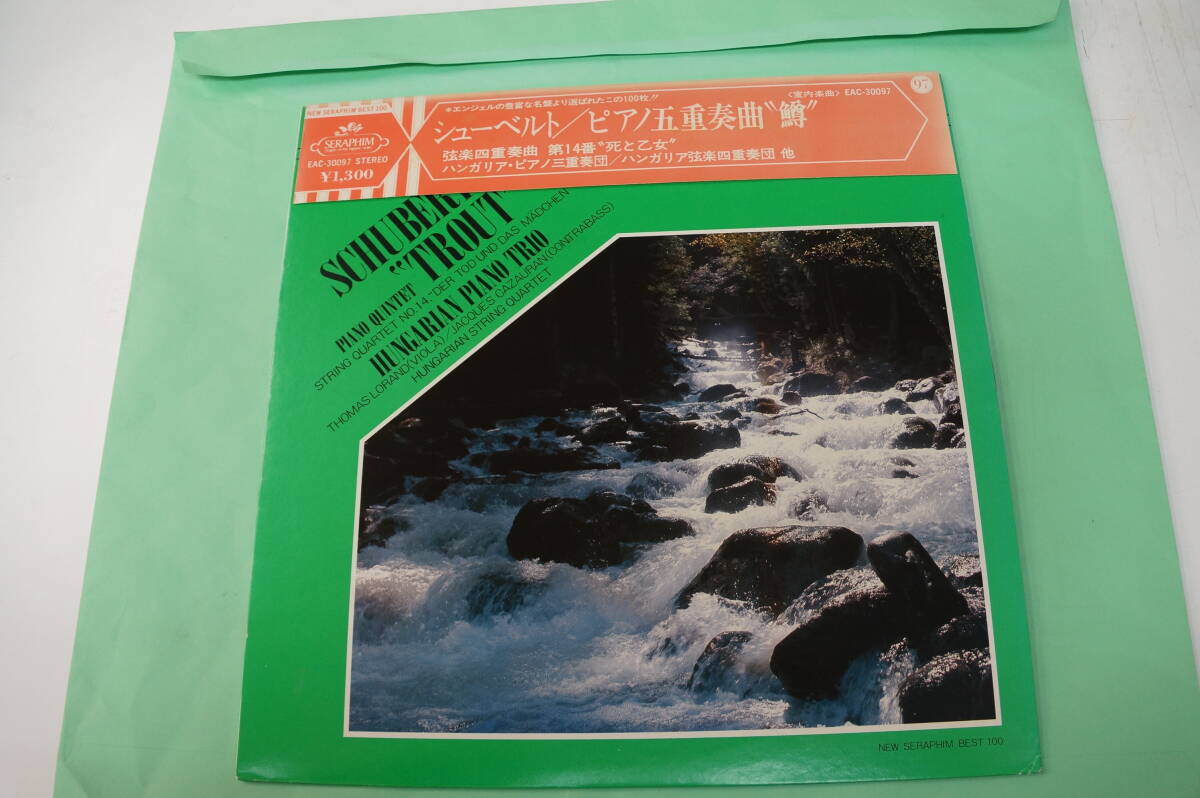 NEW SERAPHIM BEST 100
SERAPHIM
EAC-30097 STEREO
¥1,300
*エンジェルの豊富な名盤より選ばれたこの100枚!!
〈室内楽曲〉 EAC-30097
97
シューベルト/ピアノ五重奏曲〝鱒〟
弦楽四重奏曲 第14番〝死と乙女〟
ハンガリア・ピアノ三重奏団/ハンガリア弦楽四重奏団 他
SCHUBERT
PIANO QUINTET “TROUT”
STRING QUARTET NO.14,“DER TOD UND DAS MÄDCHEN
HUNGARIAN PIANO TRIO
THOMAS LORAND(VIOLA)/JACQUES CAZAURAN(CONTRABASS)
HUNGARIAN STRING QUARTET
NEW SERAPHIM BEST 100